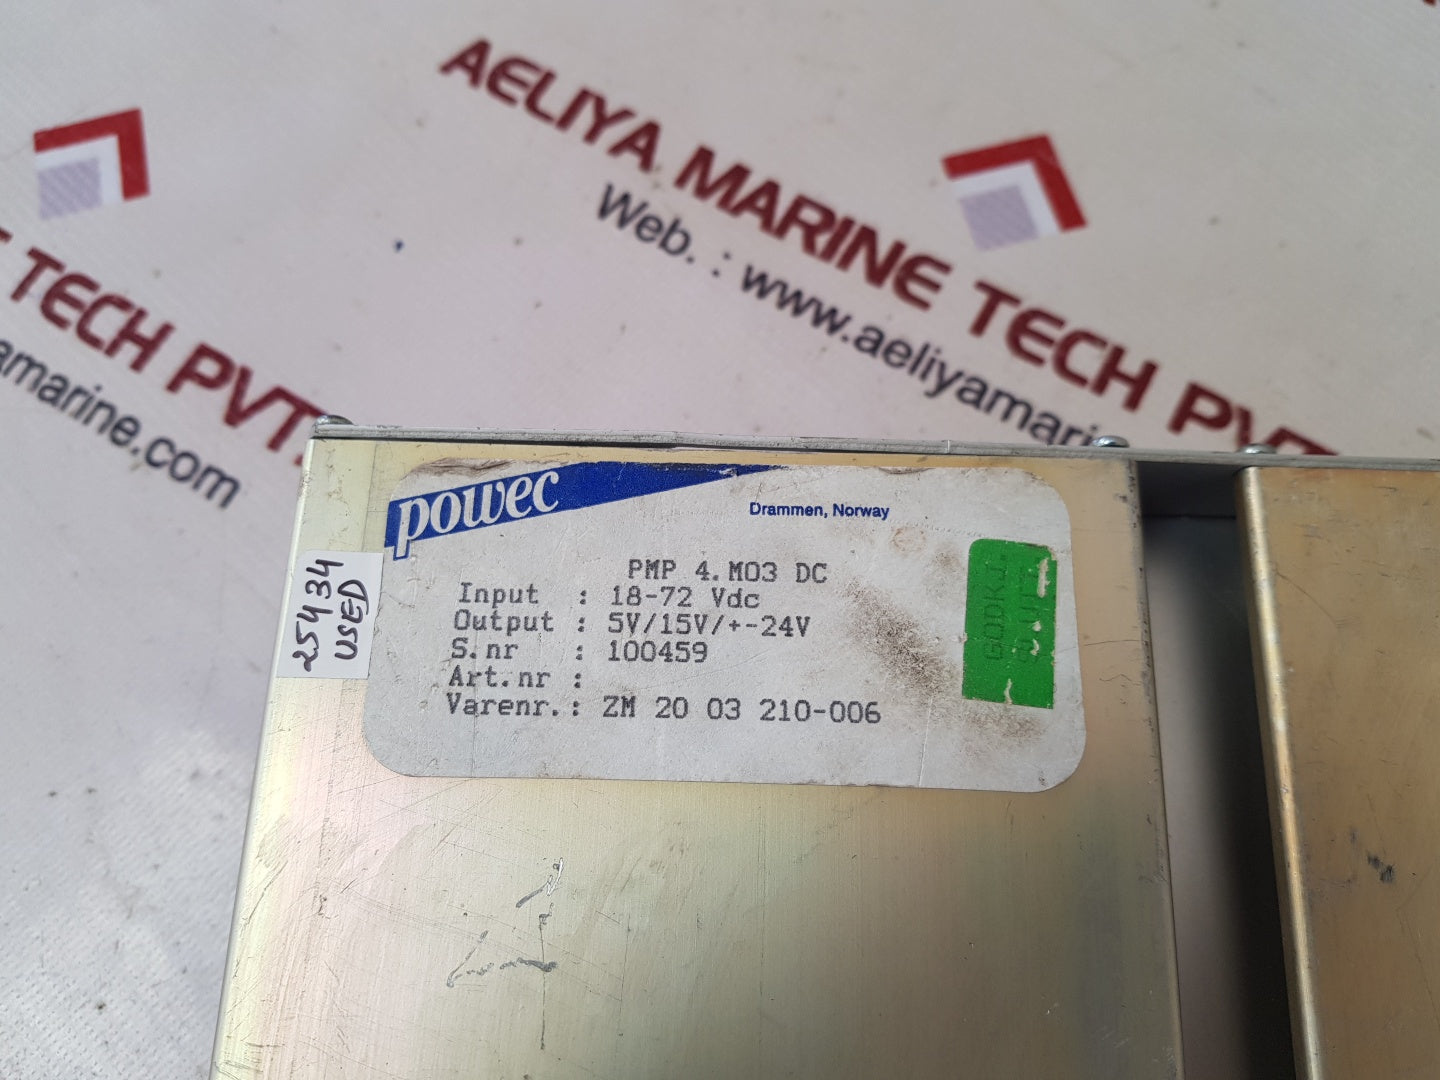 AELIYA MARINE TECH PVT
Web. : www.aeliyamari
TECH PVT
amarine.com
powec
Drammen, Norway
PMP 4.M03 DC
Input : 18-72 Vdc
Output : 5V/15V/+-24V
S.nr : 100459
Art.nr :
Varenr.: ZM 20 03 210-006
GODKJ.
25434
USED